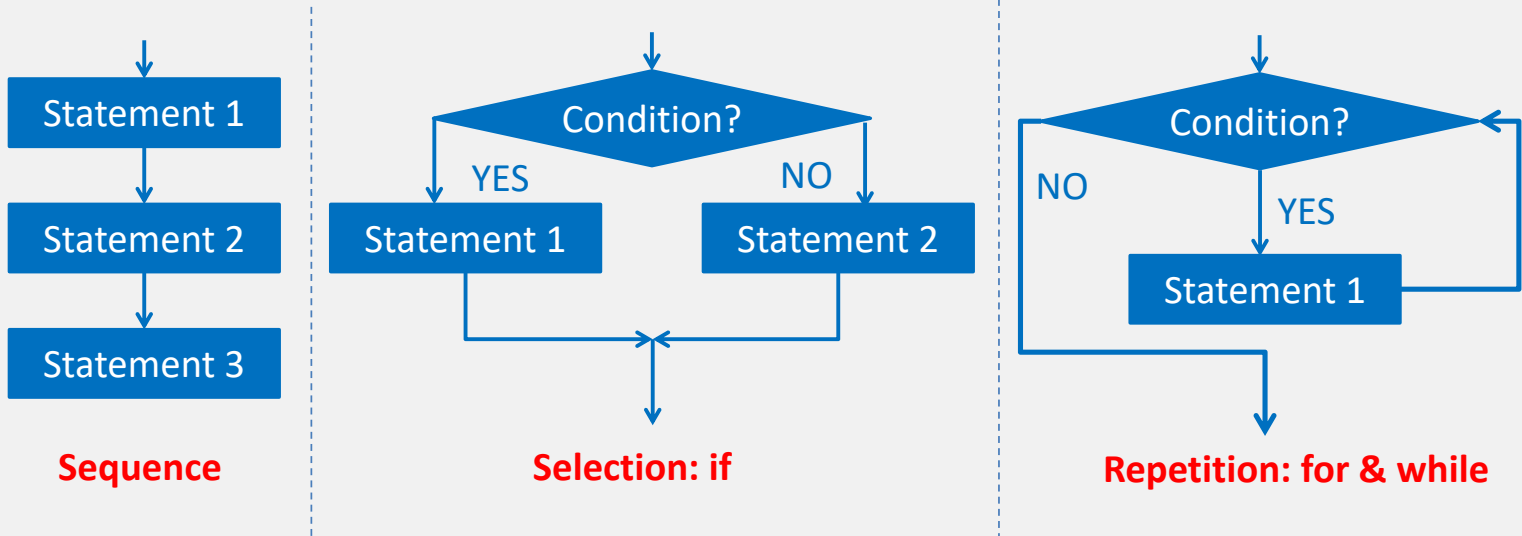 Statement 1
Statement 2
Statement 3
Sequence
Condition?
YES
NO
Statement 1
Statement 2
Selection: if
Condition?
NO
YES
Statement 1
Repetition: for & while